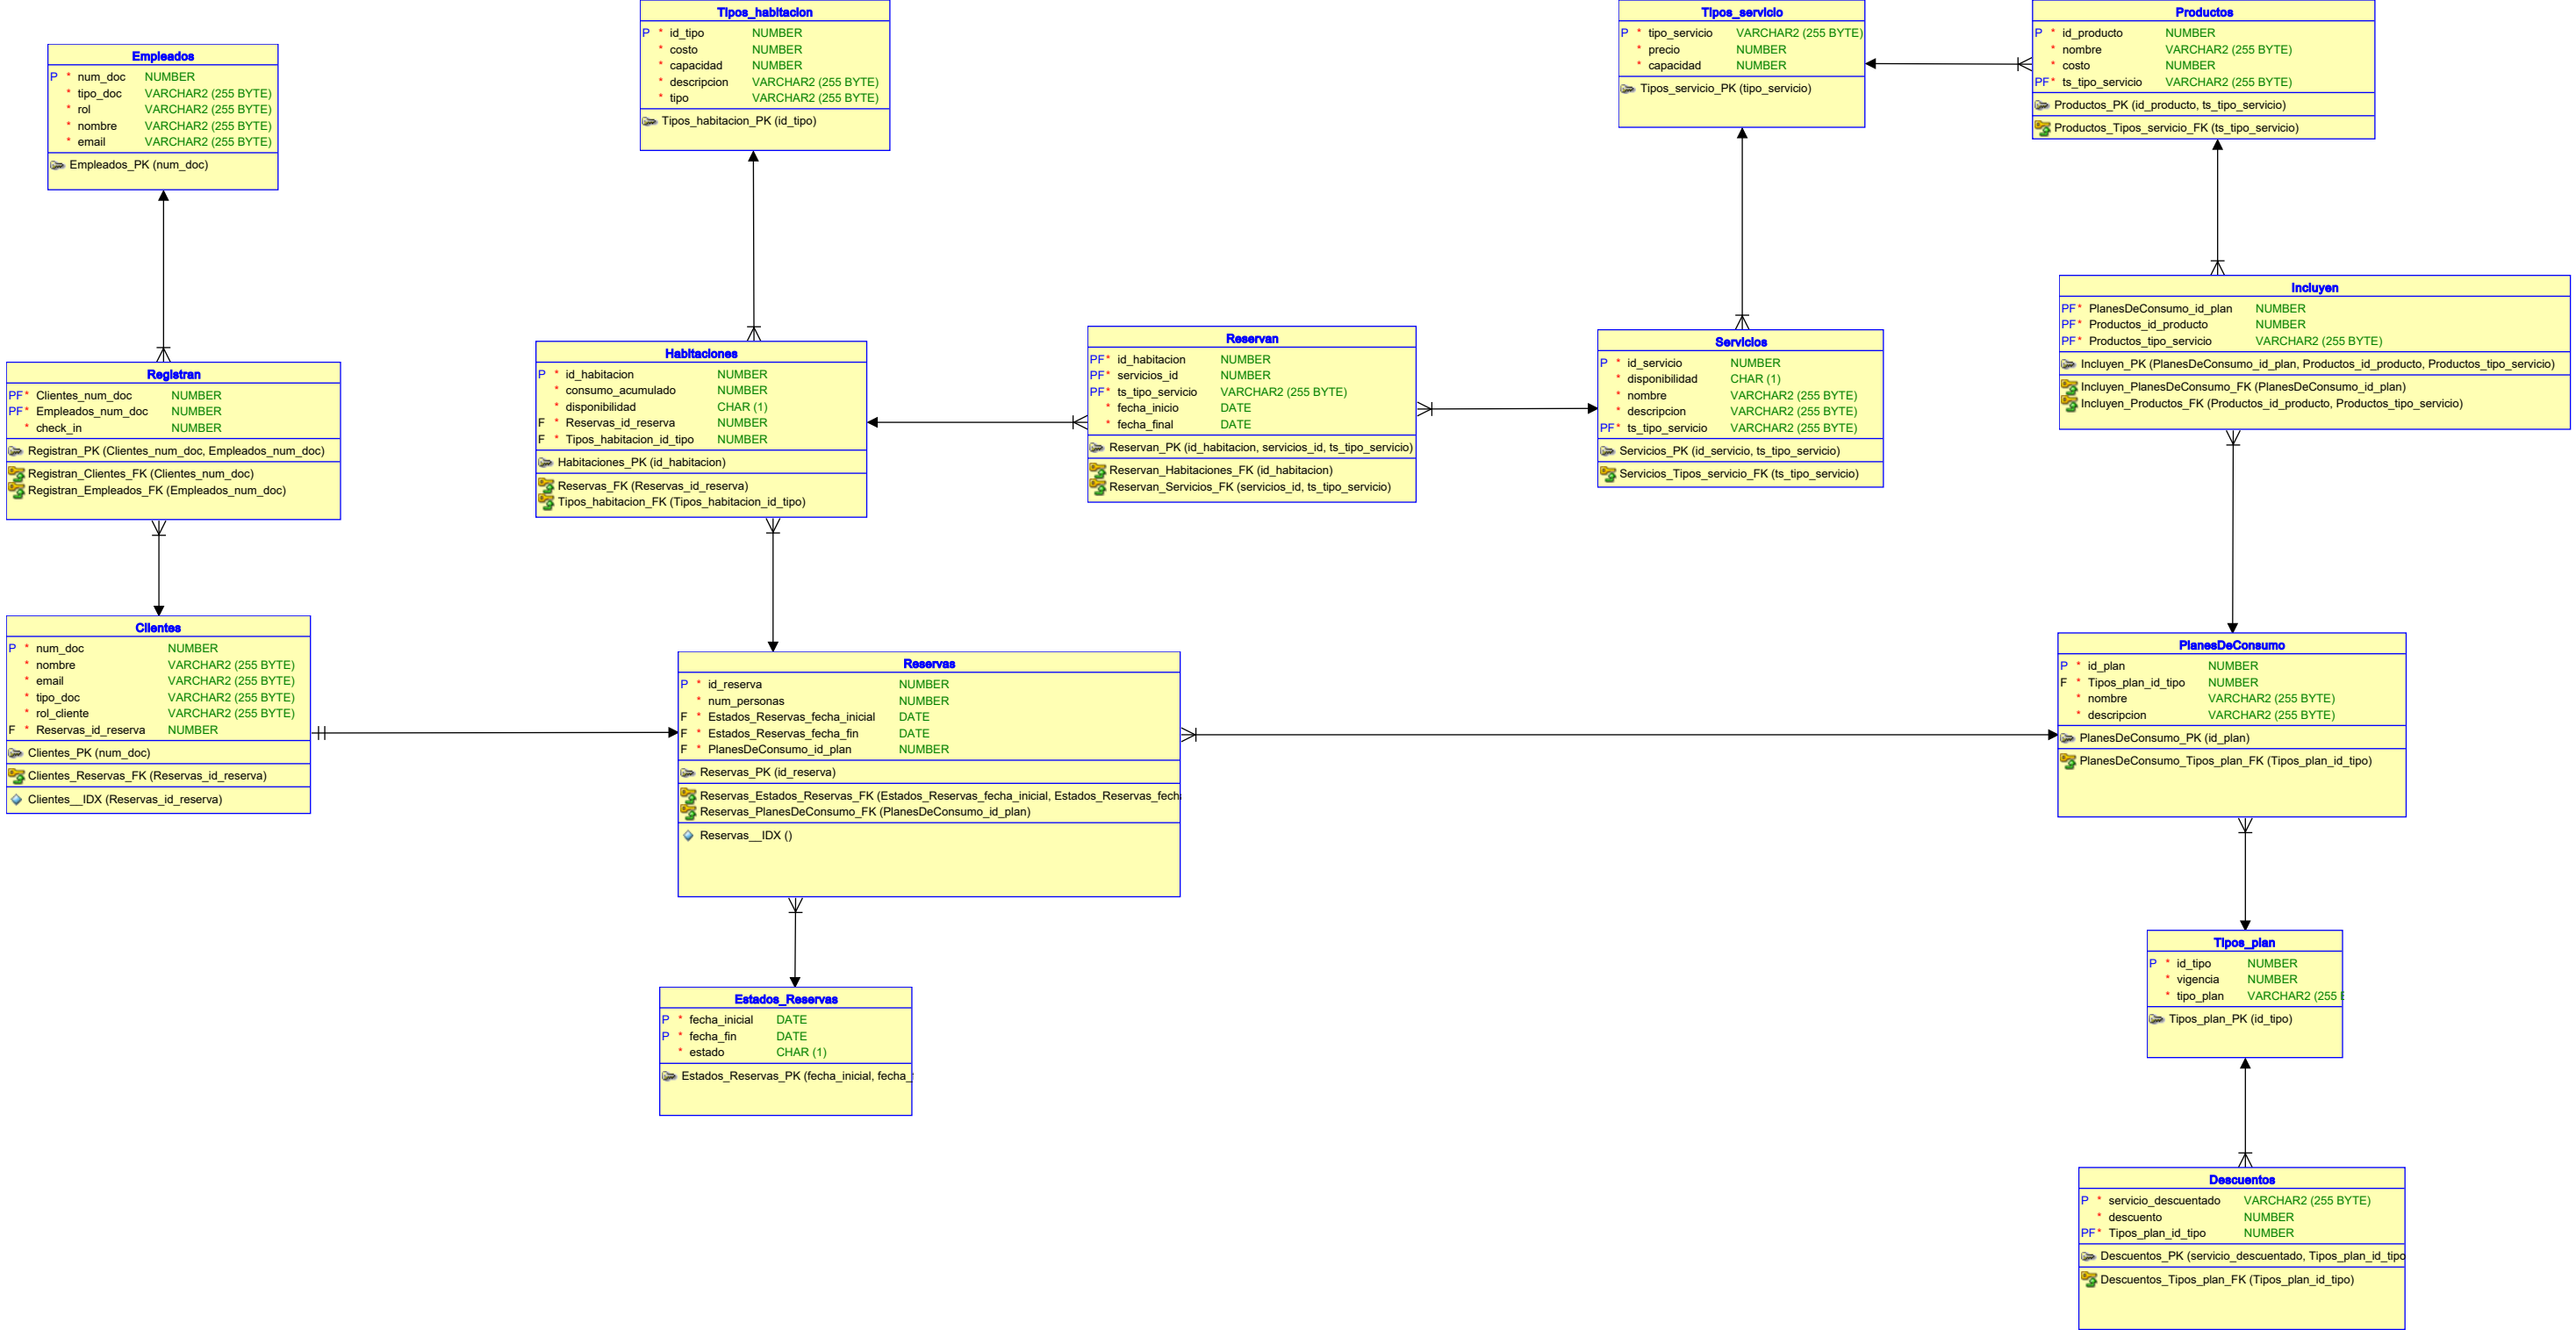 Empleados
P * num_doc NUMBER
* tipo_doc VARCHAR2 (255 BYTE)
* rol VARCHAR2 (255 BYTE)
* nombre VARCHAR2 (255 BYTE)
* email VARCHAR2 (255 BYTE)
Empleados_PK (num_doc)
Tipos_habitacion
P * id_tipo NUMBER
* costo NUMBER
* capacidad NUMBER
* descripcion VARCHAR2 (255 BYTE)
* tipo VARCHAR2 (255 BYTE)
Tipos_habitacion_PK (id_tipo)
Tipos_servicio
P * tipo_servicio VARCHAR2 (255 BYTE)
* precio NUMBER
* capacidad NUMBER
Tipos_servicio_PK (tipo_servicio)
Productos
P * id_producto NUMBER
* nombre VARCHAR2 (255 BYTE)
* costo NUMBER
PF* ts_tipo_servicio VARCHAR2 (255 BYTE)
Productos_PK (id_producto, ts_tipo_servicio)
Productos_Tipos_servicio_FK (ts_tipo_servicio)
Registran
PF* Clientes_num_doc NUMBER
PF* Empleados_num_doc NUMBER
* check_in NUMBER
Registran_PK (Clientes_num_doc, Empleados_num_doc)
Registran_Clientes_FK (Clientes_num_doc)
Registran_Empleados_FK (Empleados_num_doc)
Habitaciones
P * id_habitacion NUMBER
* consumo_acumulado NUMBER
* disponibilidad CHAR (1)
F * Reservas_id_reserva NUMBER
F * Tipos_habitacion_id_tipo NUMBER
Habitaciones_PK (id_habitacion)
Reservas_FK (Reservas_id_reserva)
Tipos_habitacion_FK (Tipos_habitacion_id_tipo)
Reservan
PF* id_habitacion NUMBER
PF* servicios_id NUMBER
PF* ts_tipo_servicio VARCHAR2 (255 BYTE)
* fecha_inicio DATE
* fecha_final DATE
Reservan_PK (id_habitacion, servicios_id, ts_tipo_servicio)
Reservan_Habitaciones_FK (id_habitacion)
Reservan_Servicios_FK (servicios_id, ts_tipo_servicio)
Servicios
P * id_servicio NUMBER
* disponibilidad CHAR (1)
* nombre VARCHAR2 (255 BYTE)
* descripcion VARCHAR2 (255 BYTE)
PF* ts_tipo_servicio VARCHAR2 (255 BYTE)
Servicios_PK (id_servicio, ts_tipo_servicio)
Servicios_Tipos_servicio_FK (ts_tipo_servicio)
Incluyen
PF* PlanesDeConsumo_id_plan NUMBER
PF* Productos_id_producto NUMBER
PF* Productos_tipo_servicio VARCHAR2 (255 BYTE)
Incluyen_PK (PlanesDeConsumo_id_plan, Productos_id_producto, Productos_tipo_servicio)
Incluyen_PlanesDeConsumo_FK (PlanesDeConsumo_id_plan)
Incluyen_Productos_FK (Productos_id_producto, Productos_tipo_servicio)
Clientes
P * num_doc NUMBER
* nombre VARCHAR2 (255 BYTE)
* email VARCHAR2 (255 BYTE)
* tipo_doc VARCHAR2 (255 BYTE)
* rol_cliente VARCHAR2 (255 BYTE)
F * Reservas_id_reserva NUMBER
Clientes_PK (num_doc)
Clientes_Reservas_FK (Reservas_id_reserva)
Clientes__IDX (Reservas_id_reserva)
Reservas
P * id_reserva NUMBER
* num_personas NUMBER
F * Estados_Reservas_fecha_inicial DATE
F * Estados_Reservas_fecha_fin DATE
F * PlanesDeConsumo_id_plan NUMBER
Reservas_PK (id_reserva)
Reservas_Estados_Reservas_FK (Estados_Reservas_fecha_inicial, Estados_Reservas_fech
Reservas_PlanesDeConsumo_FK (PlanesDeConsumo_id_plan)
Reservas__IDX ()
PlanesDeConsumo
P * id_plan NUMBER
F * Tipos_plan_id_tipo NUMBER
* nombre VARCHAR2 (255 BYTE)
* descripcion VARCHAR2 (255 BYTE)
PlanesDeConsumo_PK (id_plan)
PlanesDeConsumo_Tipos_plan_FK (Tipos_plan_id_tipo)
Estados_Reservas
P * fecha_inicial DATE
P * fecha_fin DATE
* estado CHAR (1)
Estados_Reservas_PK (fecha_inicial, fecha_
Tipos_plan
P * id_tipo NUMBER
* vigencia NUMBER
* tipo_plan VARCHAR2 (255
Tipos_plan_PK (id_tipo)
Descuentos
P * servicio_descuentado VARCHAR2 (255 BYTE)
* descuento NUMBER
PF* Tipos_plan_id_tipo NUMBER
Descuentos_PK (servicio_descuentado, Tipos_plan_id_tipo
Descuentos_Tipos_plan_FK (Tipos_plan_id_tipo)